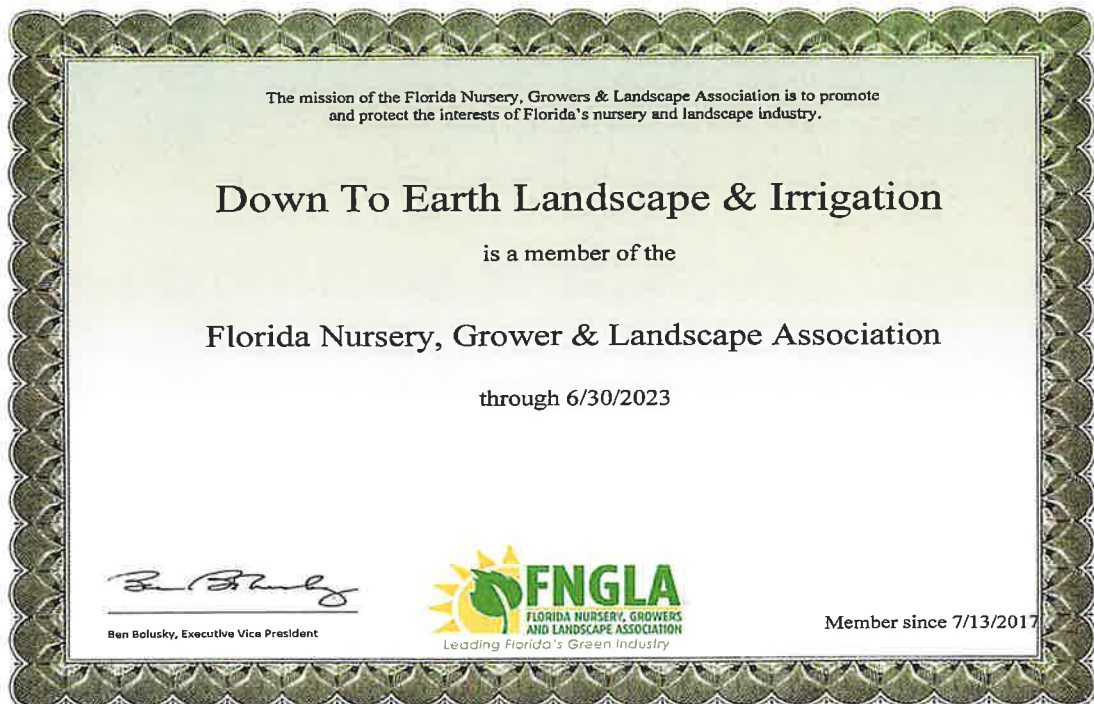 The mission of the Florida Nursery, Growers & Landscape Association is to promote
and protect the interests of Florida's nursery and landscape industry.
Down To Earth Landscape & Irrigation
is a member of the
Florida Nursery, Grower & Landscape Association
through 6/30/2023
Ben Bolusky, Executive Vice President
FNGLA
FLORIDA NURSERY, GROWERS
AND LANDSCAPE ASSOCIATION
Leading Florida's Green Industry
Member since 7/13/2017